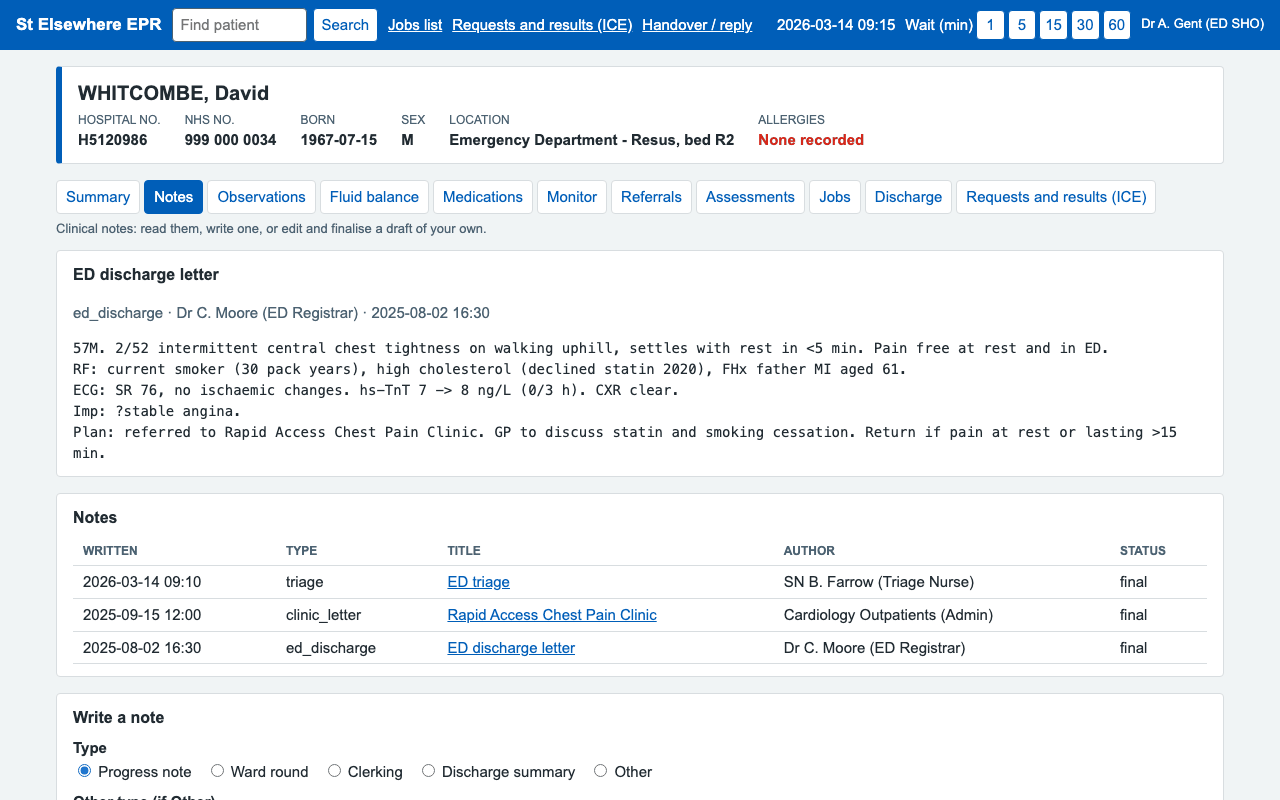 St Elsewhere EPR Find patient Search Jobs list Requests and results (ICE) Handover / reply 2026-03-14 09:15 Wait (min) 1 5 15 30 60 Dr A. Gent (ED SHO)
WHITCOMBE, David
HOSPITAL NO. NHS NO. BORN SEX LOCATION ALLERGIES
H5120986 999 000 0034 1967-07-15 M Emergency Department - Resus, bed R2 None recorded
Summary Notes Observations Fluid balance Medications Monitor Referrals Assessments Jobs Discharge Requests and results (ICE)
Clinical notes: read them, write one, or edit and finalise a draft of your own.
ED discharge letter
ed_discharge · Dr C. Moore (ED Registrar) · 2025-08-02 16:30
57M. 2/52 intermittent central chest tightness on walking uphill, settles with rest in <5 min. Pain free at rest and in ED.
RF: current smoker (30 pack years), high cholesterol (declined statin 2020), FHx father MI aged 61.
ECG: SR 76, no ischaemic changes. hs-TnT 7 -> 8 ng/L (0/3 h). CXR clear.
Imp: ?stable angina.
Plan: referred to Rapid Access Chest Pain Clinic. GP to discuss statin and smoking cessation. Return if pain at rest or lasting >15
min.
Notes
WRITTEN TYPE TITLE AUTHOR STATUS
2026-03-14 09:10 triage ED triage SN B. Farrow (Triage Nurse) final
2025-09-15 12:00 clinic_letter Rapid Access Chest Pain Clinic Cardiology Outpatients (Admin) final
2025-08-02 16:30 ed_discharge ED discharge letter Dr C. Moore (ED Registrar) final
Write a note
Type
Progress note Ward round Clerking Discharge summary Other
Other type (if Other)